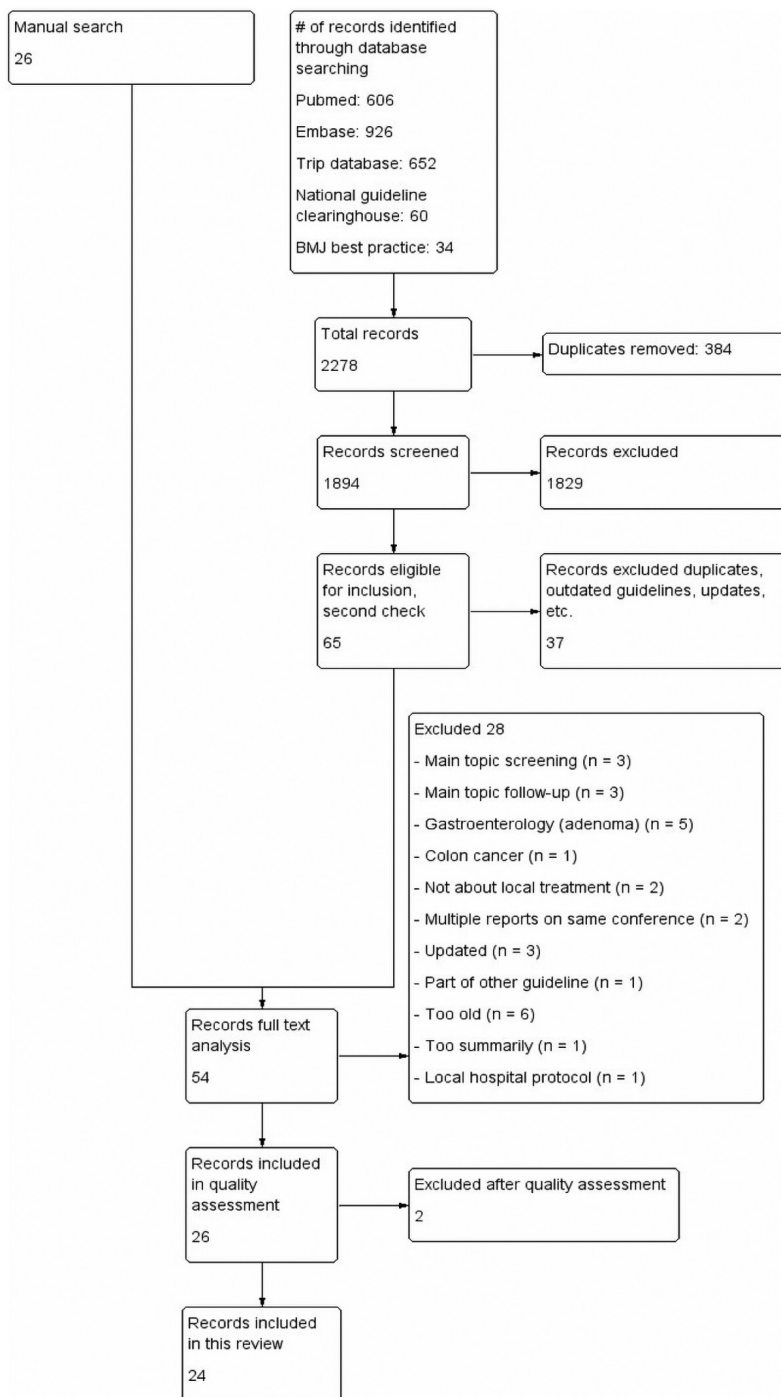 Manual search
26
# of records identified
through database
searching
Pubmed: 606
Embase: 926
Trip database: 652
National guideline
clearinghouse: 60
BMJ best practice: 34
Total records
2278
Duplicates removed: 384
Records screened
1894
Records excluded
1829
Records eligible
for inclusion,
second check
65
Records excluded duplicates,
outdated guidelines, updates,
etc.
37
Excluded 28
- Main topic screening (n = 3)
- Main topic follow-up (n = 3)
- Gastroenterology (adenoma) (n = 5)
- Colon cancer (n = 1)
- Not about local treatment (n = 2)
- Multiple reports on same conference (n = 2)
- Updated (n = 3)
- Part of other guideline (n = 1)
- Too old (n = 6)
- Too summarily (n = 1)
- Local hospital protocol (n = 1)
Records full text
analysis
54
Records included
in quality
assessment
26
Excluded after quality assessment
2
Records included
in this review
24